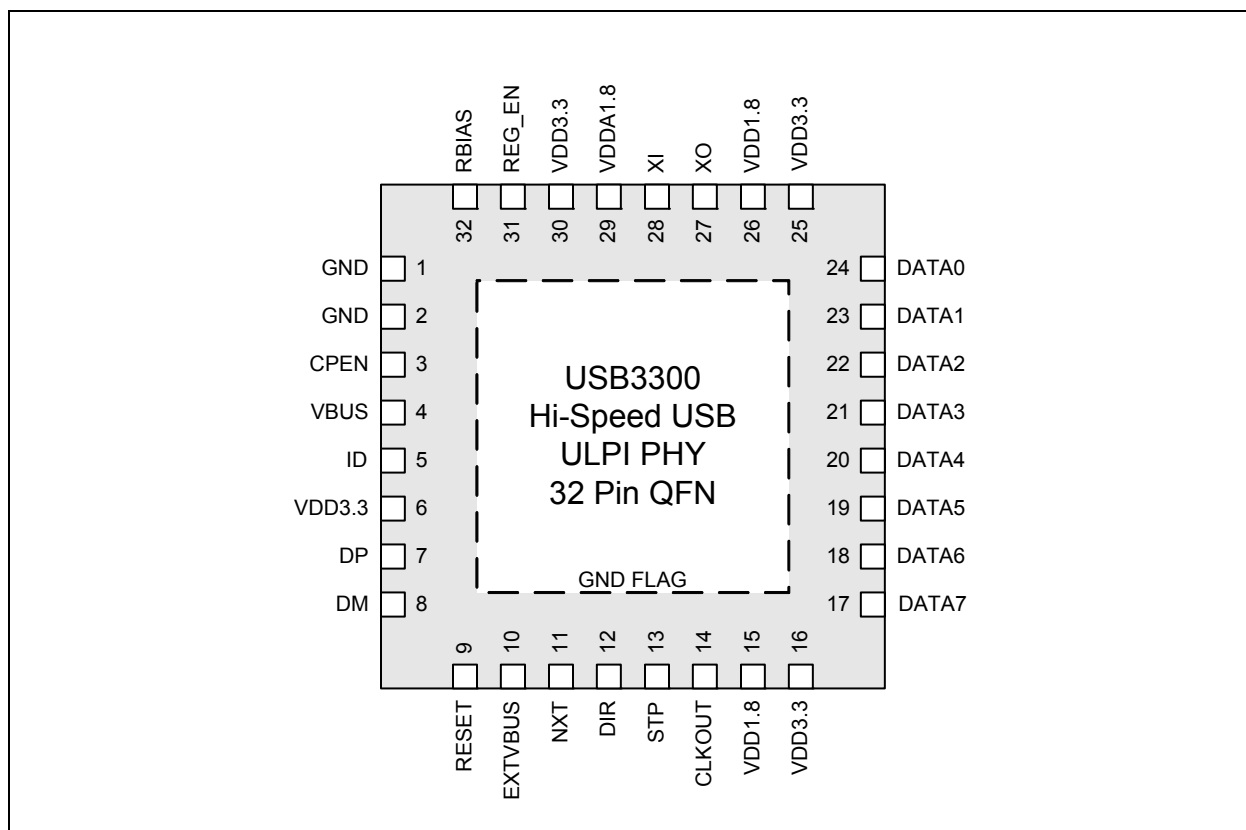 RBIAS
REG_EN
VDD3.3
VDDA1.8
XI
XO
VDD1.8
VDD3.3
32
31
30
29
28
27
26
25
GND 1
GND 2
CPEN 3
VBUS 4
ID 5
VDD3.3 6
DP 7
DM 8
USB3300
Hi-Speed USB
ULPI PHY
32 Pin QFN
GND FLAG
24 DATA0
23 DATA1
22 DATA2
21 DATA3
20 DATA4
19 DATA5
18 DATA6
17 DATA7
9
10
11
12
13
14
15
16
RESET
EXTVBUS
NXT
DIR
STP
CLKOUT
VDD1.8
VDD3.3